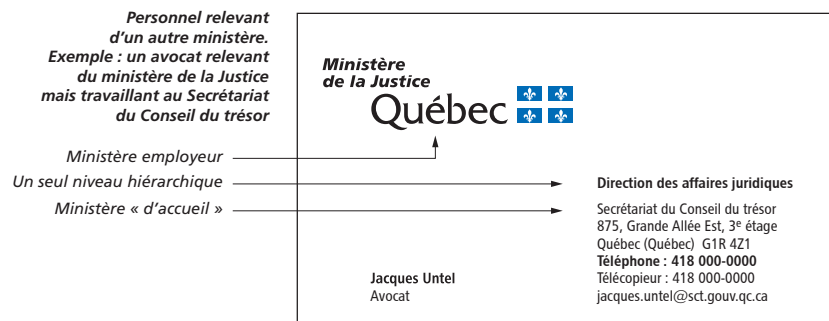 Personnel relevant
d'un autre ministère.
Exemple : un avocat relevant
du ministère de la Justice
mais travaillant au Secrétariat
du Conseil du trésor
Ministère employeur
Un seul niveau hiérarchique
Ministère « d'accueil »
Ministère
de la Justice
Québec
Direction des affaires juridiques
Secrétariat du Conseil du trésor
875, Grande Allée Est, 3e étage
Québec (Québec) G1R 4Z1
Téléphone : 418 000-0000
Télécopieur : 418 000-0000
jacques.untel@sct.gouv.qc.ca
Jacques Untel
Avocat